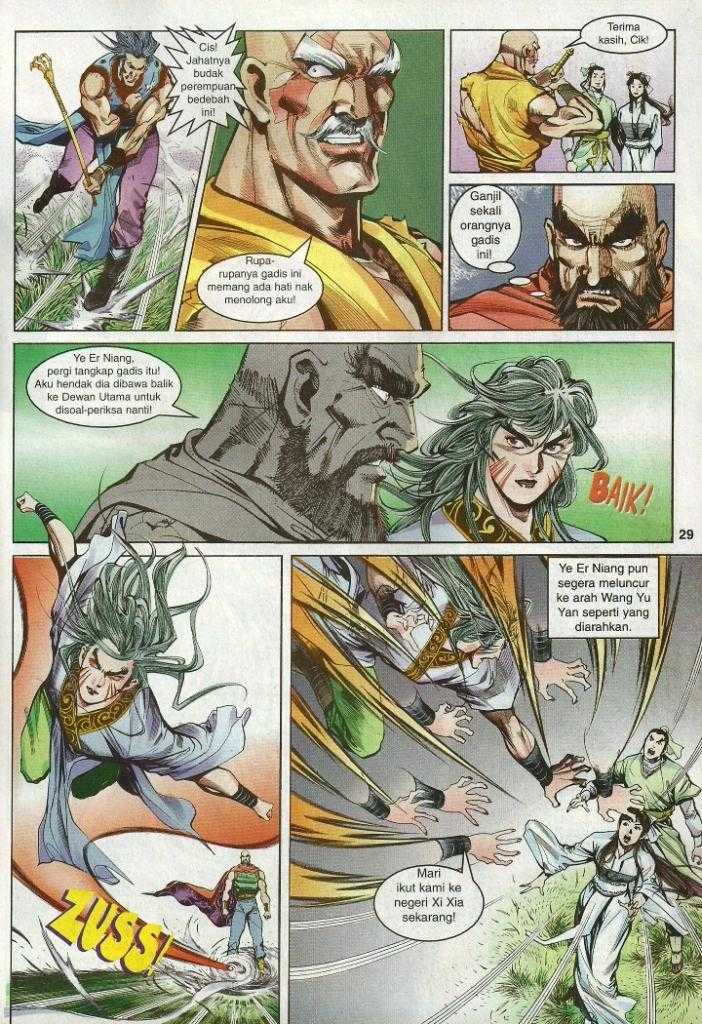 Cis!
Jahatnya
budak
perempuan
bedebah
ini!
Rupa-
rupanya gadis ini
memang ada hati nak
menolong aku!
Terima
kasih, Cik!
Ganjil
sekali
orangnya
gadis
ini!
Ye Er Niang,
pergi tangkap gadis itu!
Aku hendak dia dibawa balik
ke Dewan Utama untuk
disoal-periksa nanti!
BAIK!
29
ZUSS!
Ye Er Niang pun
segera meluncur
ke arah Wang Yu
Yan seperti yang
diarahkan.
Mari
ikut kami ke
negeri Xi Xia
sekarang!